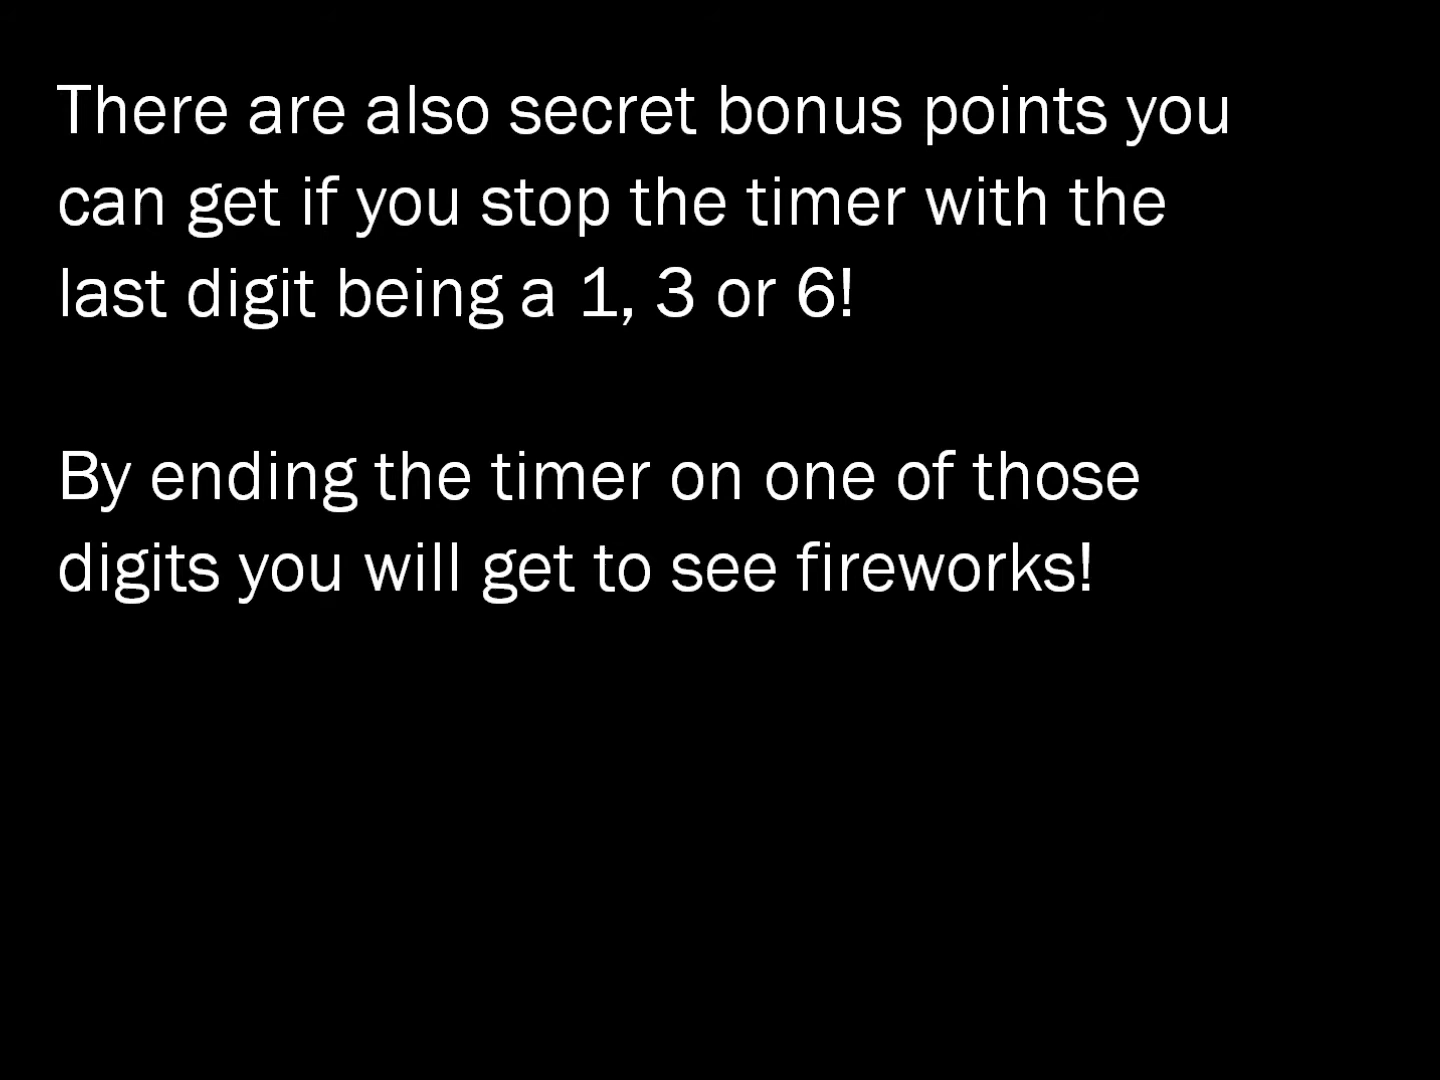 There are also secret bonus points you
can get if you stop the timer with the
last digit being a 1, 3 or 6!
By ending the timer on one of those
digits you will get to see fireworks!